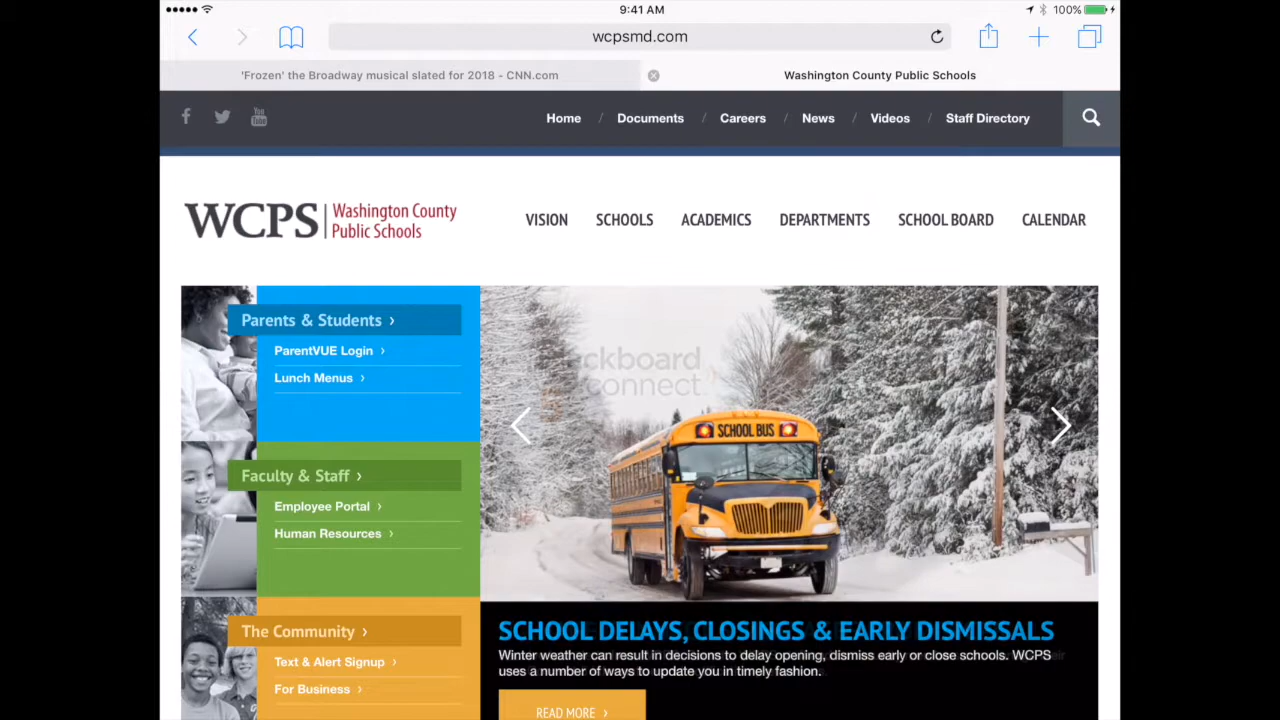 9:41 AM
100%
wcpsmd.com
'Frozen' the Broadway musical slated for 2018 - CNN.com
Washington County Public Schools
You
Tube
Home / Documents / Careers / News / Videos / Staff Directory
WCPS | Washington County
Public Schools
VISION SCHOOLS ACADEMICS DEPARTMENTS SCHOOL BOARD CALENDAR
Parents & Students ›
ParentVUE Login ›
Lunch Menus ›
Faculty & Staff ›
Employee Portal ›
Human Resources ›
The Community ›
Text & Alert Signup ›
For Business ›
ckboard
connect
SCHOOL BUS
SCHOOL DELAYS, CLOSINGS & EARLY DISMISSALS
Winter weather can result in decisions to delay opening, dismiss early or close schools. WCPS
uses a number of ways to update you in timely fashion.
READ MORE ›